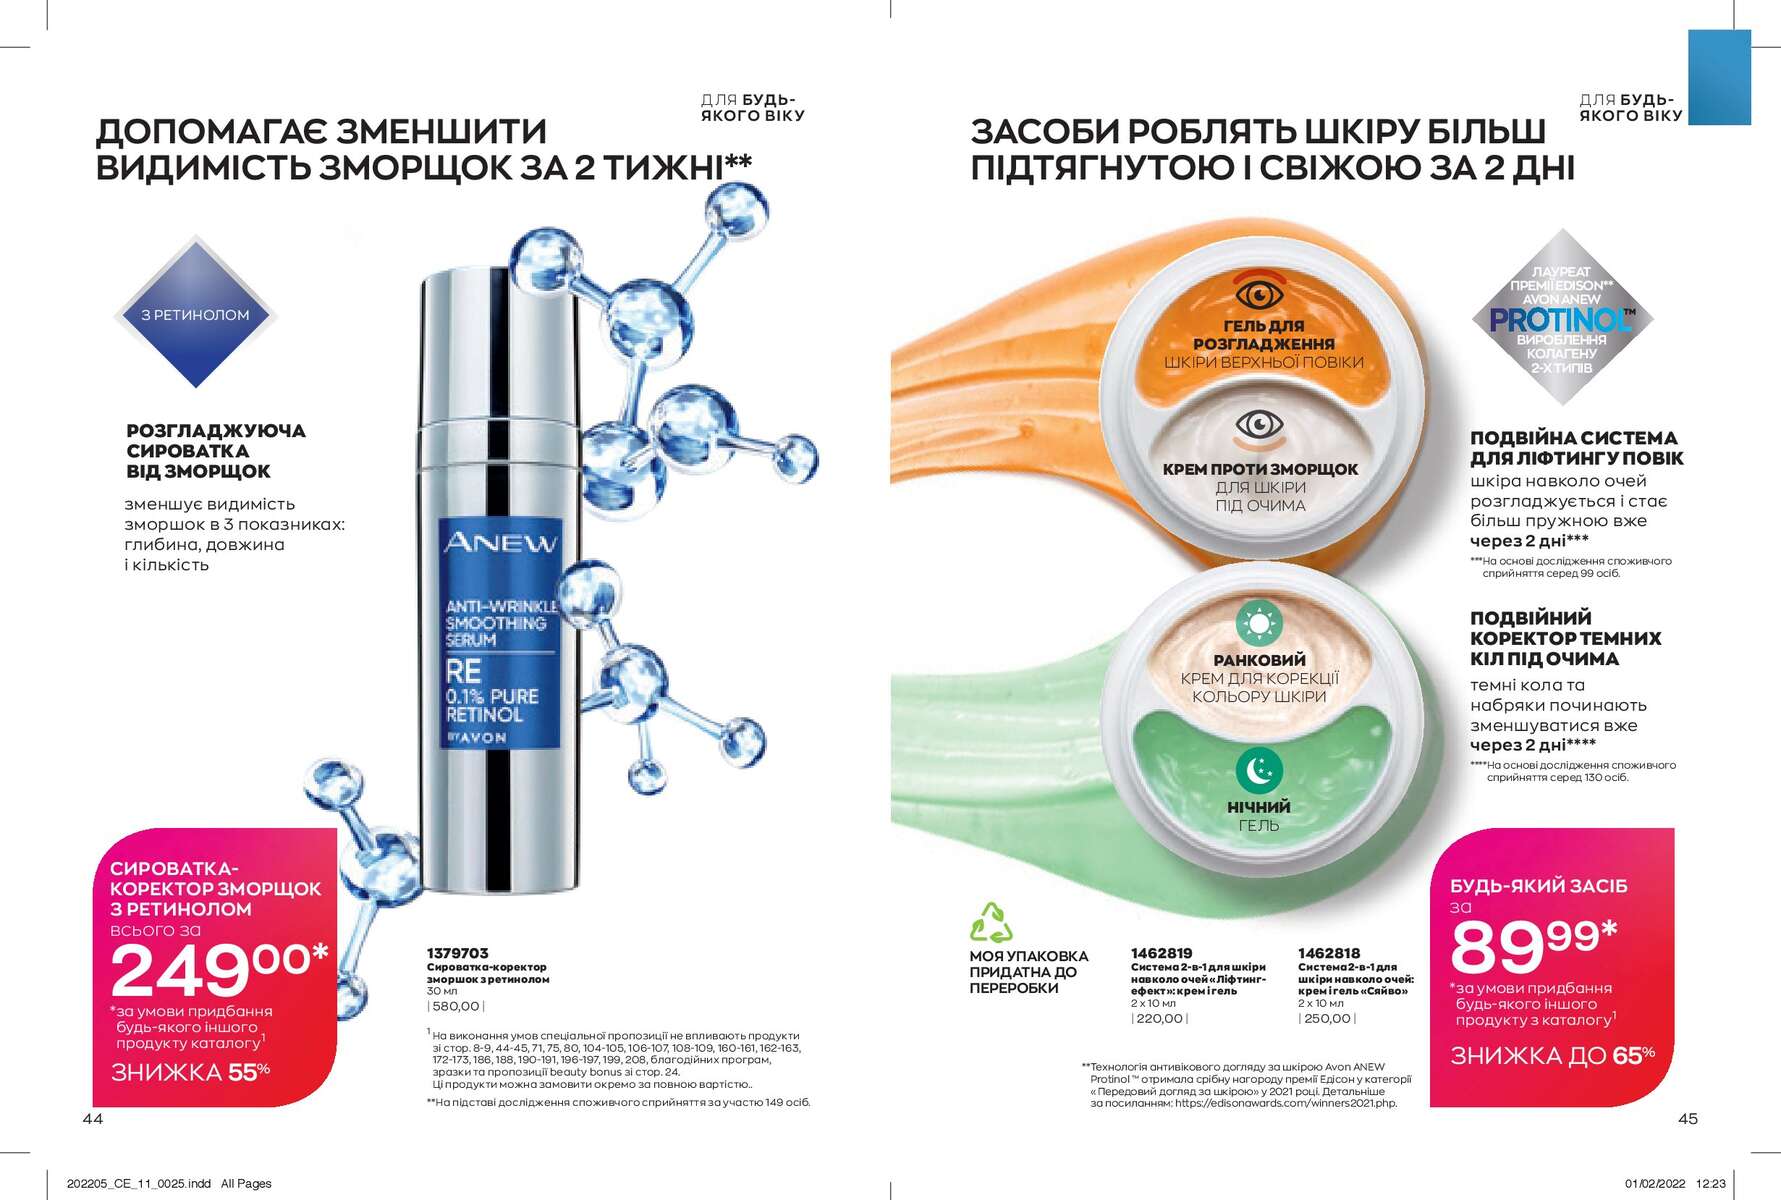 ДЛЯ БУДЬ-
ЯКОГО ВІКУ
ДОПОМАГАЄ ЗМЕНШИТИ
ВИДИМІСТЬ ЗМОРЩОК ЗА 2 ТИЖНІ**
З РЕТИНОЛОМ
РОЗГЛАДЖУЮЧА
СИРОВАТКА
ВІД ЗМОРЩОК
зменшує видимість
зморшок в 3 показниках:
глибина, довжина
і кількість
ANEW
ANTI-WRINKLE
SMOOTHING
SERUM
RE
0.1% PURE
RETINOL
BY AVON
СИРОВАТКА-
КОРЕКТОР ЗМОРЩОК
З РЕТИНОЛОМ
ВСЬОГО ЗА
249⁰⁰*
*за умови придбання
будь-якого іншого
продукту каталогу¹
ЗНИЖКА 55%
1379703
Сироватка-коректор
зморшок з ретинолом
30 мл
| 580,00 |
¹ На виконання умов спеціальної пропозиції не впливають продукти
зі стор. 8-9, 44-45, 71, 75, 80, 104-105, 106-107, 108-109, 160-161, 162-163,
172-173, 186, 188, 190-191, 196-197, 199, 208, благодійних програм,
зразки та пропозиції beauty bonus зі стор. 24.
Ці продукти можна замовити окремо за повною вартістю..
**На підставі дослідження споживчого сприйняття за участю 149 осіб.
44
ДЛЯ БУДЬ-
ЯКОГО ВІКУ
ЗАСОБИ РОБЛЯТЬ ШКІРУ БІЛЬШ
ПІДТЯГНУТОЮ І СВІЖОЮ ЗА 2 ДНІ
ГЕЛЬ ДЛЯ
РОЗГЛАДЖЕННЯ
ШКІРИ ВЕРХНЬОЇ ПОВІКИ
КРЕМ ПРОТИ ЗМОРЩОК
ДЛЯ ШКІРИ
ПІД ОЧИМА
РАНКОВИЙ
КРЕМ ДЛЯ КОРЕКЦІЇ
КОЛЬОРУ ШКІРИ
НІЧНИЙ
ГЕЛЬ
ЛАУРЕАТ
ПРЕМІЇ EDISON**
AVON ANEW
PROTINOL™
ВИРОБЛЕННЯ
КОЛАГЕНУ
2-Х ТИПІВ
ПОДВІЙНА СИСТЕМА
ДЛЯ ЛІФТИНГУ ПОВІК
шкіра навколо очей
розгладжується і стає
більш пружною вже
через 2 дні***
***На основі дослідження споживчого
сприйняття серед 99 осіб.
ПОДВІЙНИЙ
КОРЕКТОР ТЕМНИХ
КІЛ ПІД ОЧИМА
темні кола та
набряки починають
зменшуватися вже
через 2 дні****
****На основі дослідження споживчого
сприйняття серед 130 осіб.
МОЯ УПАКОВКА
ПРИДАТНА ДО
ПЕРЕРОБКИ
1462819
Система 2-в-1 для шкіри
навколо очей «Ліфтинг-
ефект»: крем і гель
2 х 10 мл
| 220,00 |
1462818
Система 2-в-1 для
шкіри навколо очей:
крем і гель «Сяйво»
2 х 10 мл
| 250,00 |
**Технологія антивікового догляду за шкірою Avon ANEW
Protinol ™ отримала срібну нагороду премії Едісон у категорії
« Передовий догляд за шкірою» у 2021 році. Детальніше
за посиланням: https://edisonawards.com/winners2021.php.
БУДЬ-ЯКИЙ ЗАСІБ
за
89⁹⁹*
*за умови придбання
будь-якого іншого
продукту з каталогу¹
ЗНИЖКА ДО 65%
45
202205_CE_11_0025.indd   All Pages
01/02/2022   12:23